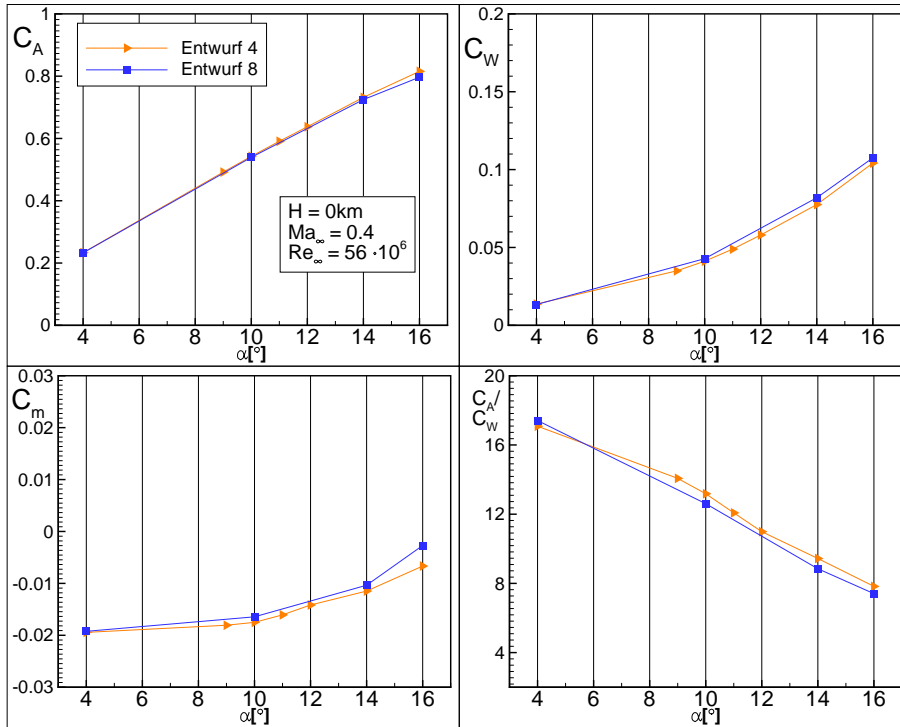 C_A
1
0.8
0.6
0.4
0.2
0
Entwurf 4
Entwurf 8
H = 0km
Ma∞ = 0.4
Re∞ = 56 ·10⁶
4 6 8 10 12 14 16
α[°]
C_W
0.2
0.15
0.1
0.05
0
4 6 8 10 12 14 16
α[°]
C_m
0.03
0.02
0.01
0
-0.01
-0.02
-0.03
4 6 8 10 12 14 16
α[°]
C_A/
C_W
20
16
12
8
4
4 6 8 10 12 14 16
α[°]